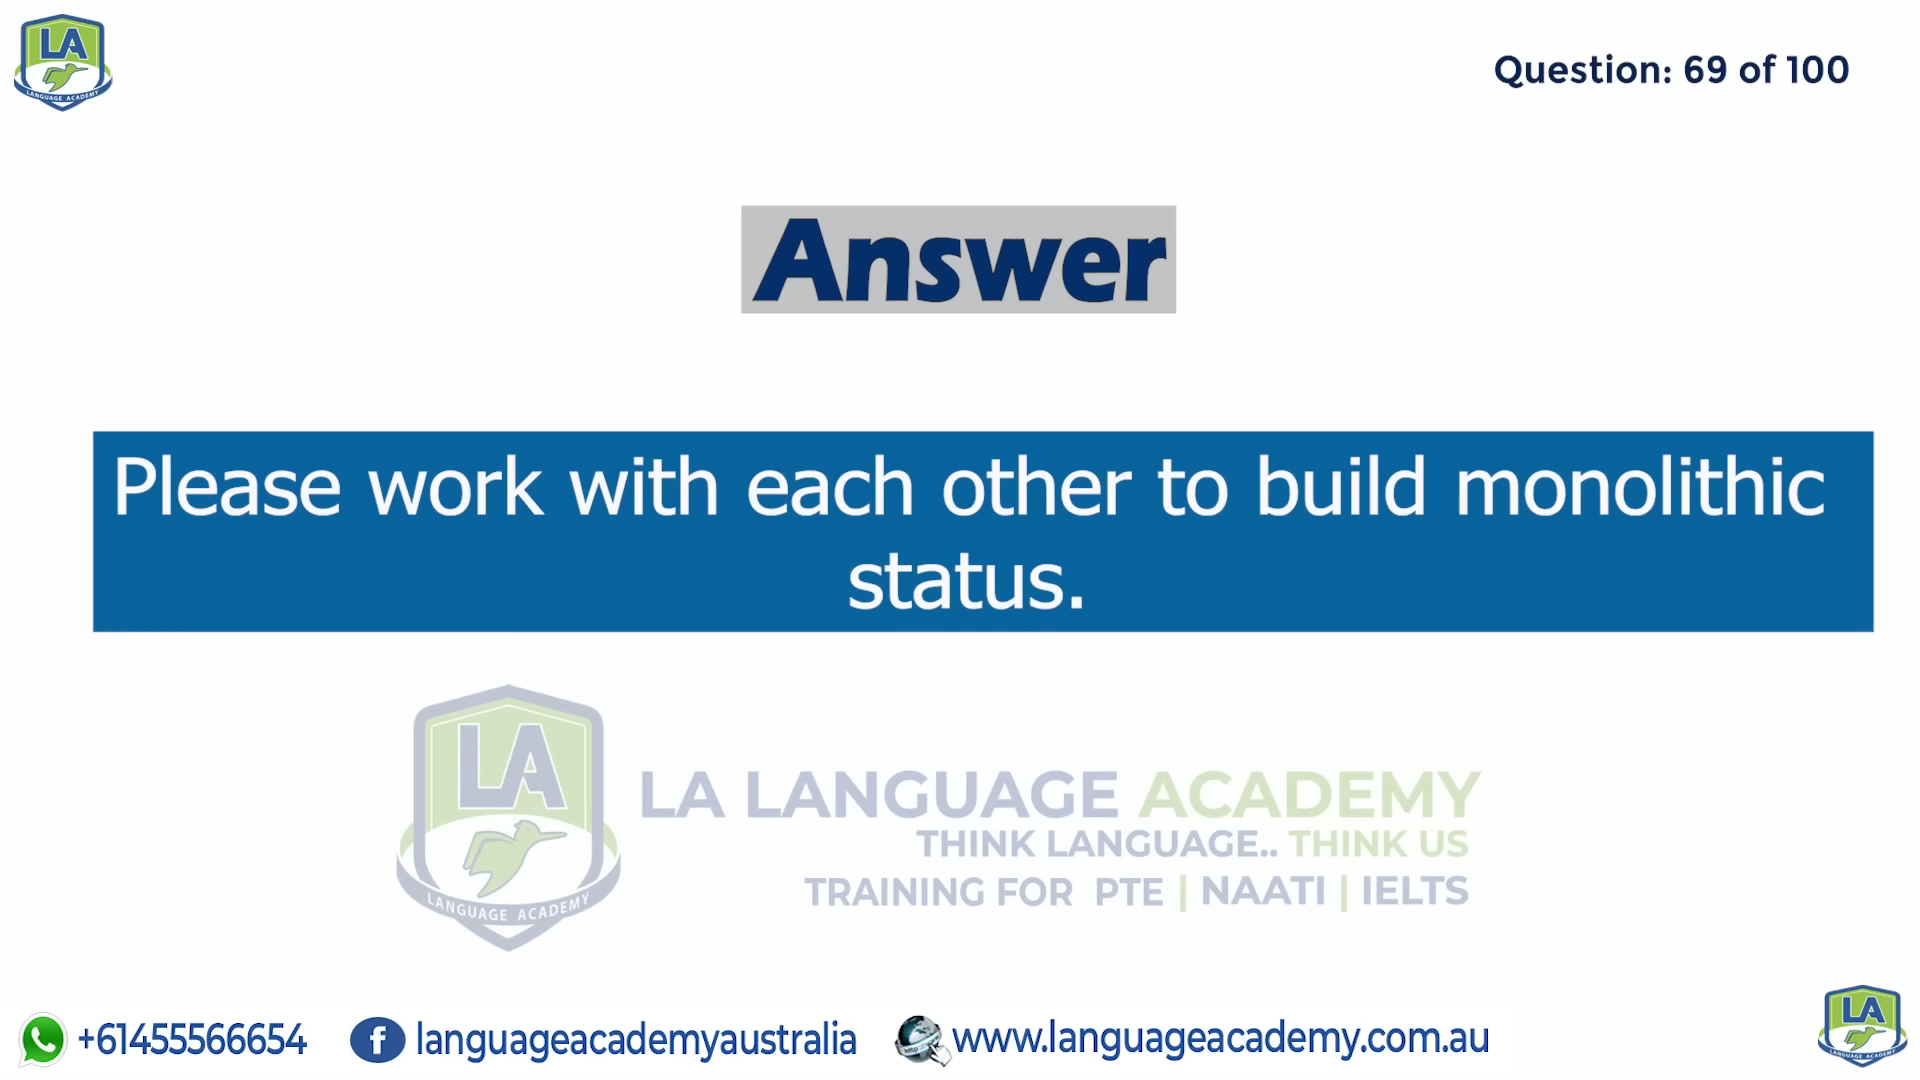 LA
LANGUAGE ACADEMY
Question: 69 of 100
Answer
Please work with each other to build monolithic
status.
LA
LANGUAGE ACADEMY
LA LANGUAGE ACADEMY
THINK LANGUAGE.. THINK US
TRAINING FOR PTE | NAATI | IELTS
+61455566654
f
languageacademyaustralia
www.languageacademy.com.au
LA
LANGUAGE ACADEMY